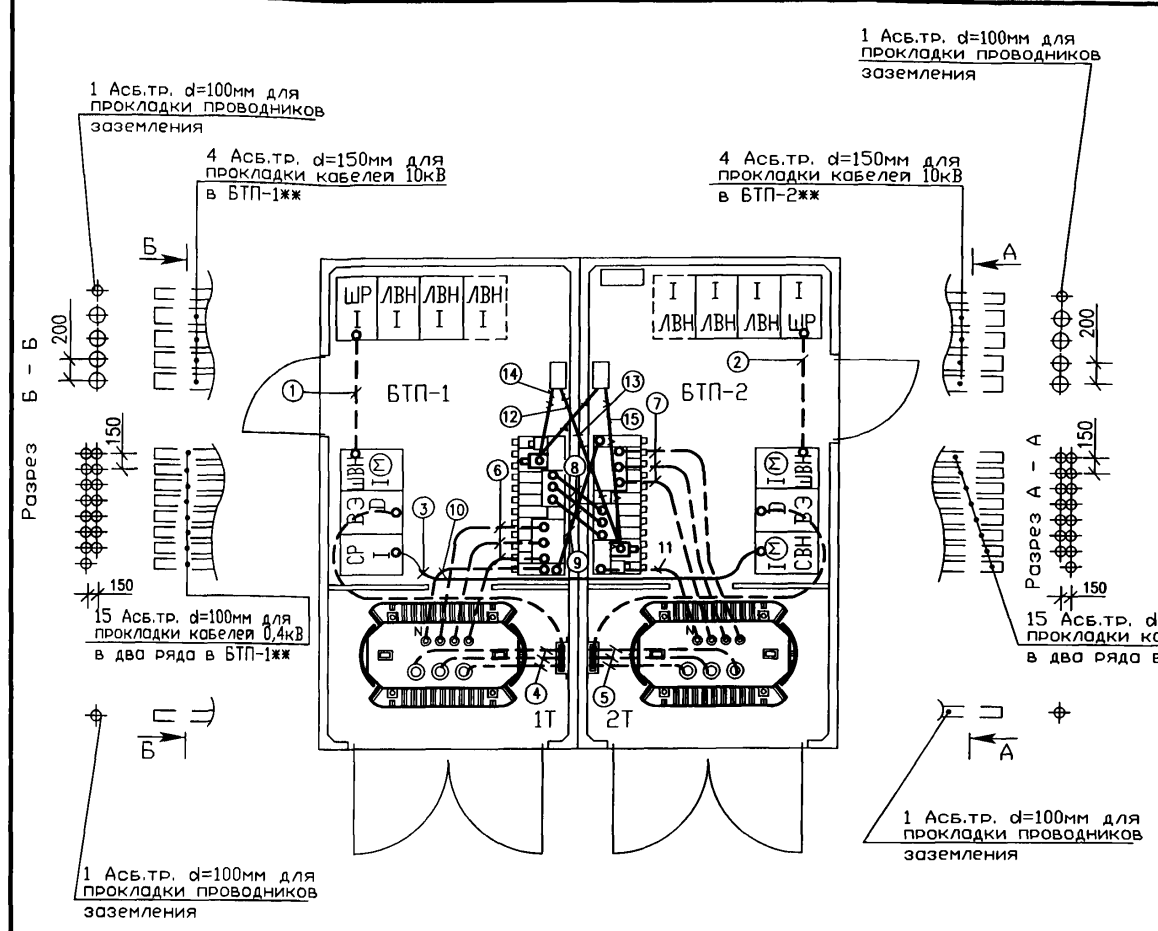 1 Асб.тр. d=100мм для
прокладки проводников
заземления
1 Асб.тр. d=100мм для
прокладки проводников
заземления
4 Асб.тр. d=150мм для
прокладки кабелей 10кВ
в БТП-1**
4 Асб.тр. d=150мм для
прокладки кабелей 10кВ
в БТП-2**
Б
А
Разрез Б - Б
200
150
150
ШР ЛВН ЛВН ЛВН
I I I I
I I I I
ЛВН ЛВН ЛВН ШР
200
150
150
Разрез А - А
1
14
12
БТП-1
13
15
7
БТП-2
2
6
8
3
10
9
11
ШВН
ВЭ
СР
I
ШВН
ВЭ
СВН
I
I
N
N
4
5
1Т
2Т
15 Асб.тр. d=100мм для
прокладки кабелей 0,4кВ
в два ряда в БТП-1**
15 Асб.тр. d
прокладки ка
в два ряда в
Б
А
1 Асб.тр. d=100мм для
прокладки проводников
заземления
1 Асб.тр. d=100мм для
прокладки проводников
заземления